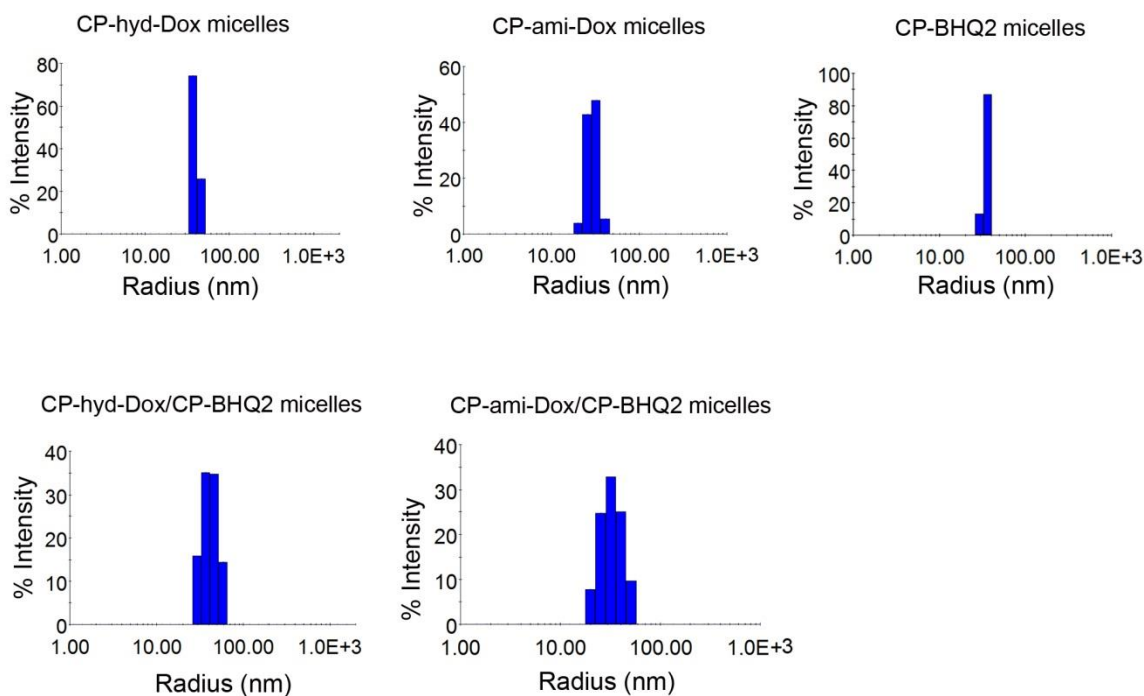 CP-hyd-Dox micelles
80
60
40
20
0
% Intensity
1.00 10.00 100.00 1.0E+3
Radius (nm)
CP-ami-Dox micelles
60
40
20
0
% Intensity
1.00 10.00 100.00 1.0E+3
Radius (nm)
CP-BHQ2 micelles
100
80
60
40
20
0
% Intensity
1.00 10.00 100.00 1.0E+3
Radius (nm)
CP-hyd-Dox/CP-BHQ2 micelles
40
30
20
10
0
% Intensity
1.00 10.00 100.00 1.0E+3
Radius (nm)
CP-ami-Dox/CP-BHQ2 micelles
40
30
20
10
0
% Intensity
1.00 10.00 100.00 1.0E+3
Radius (nm)